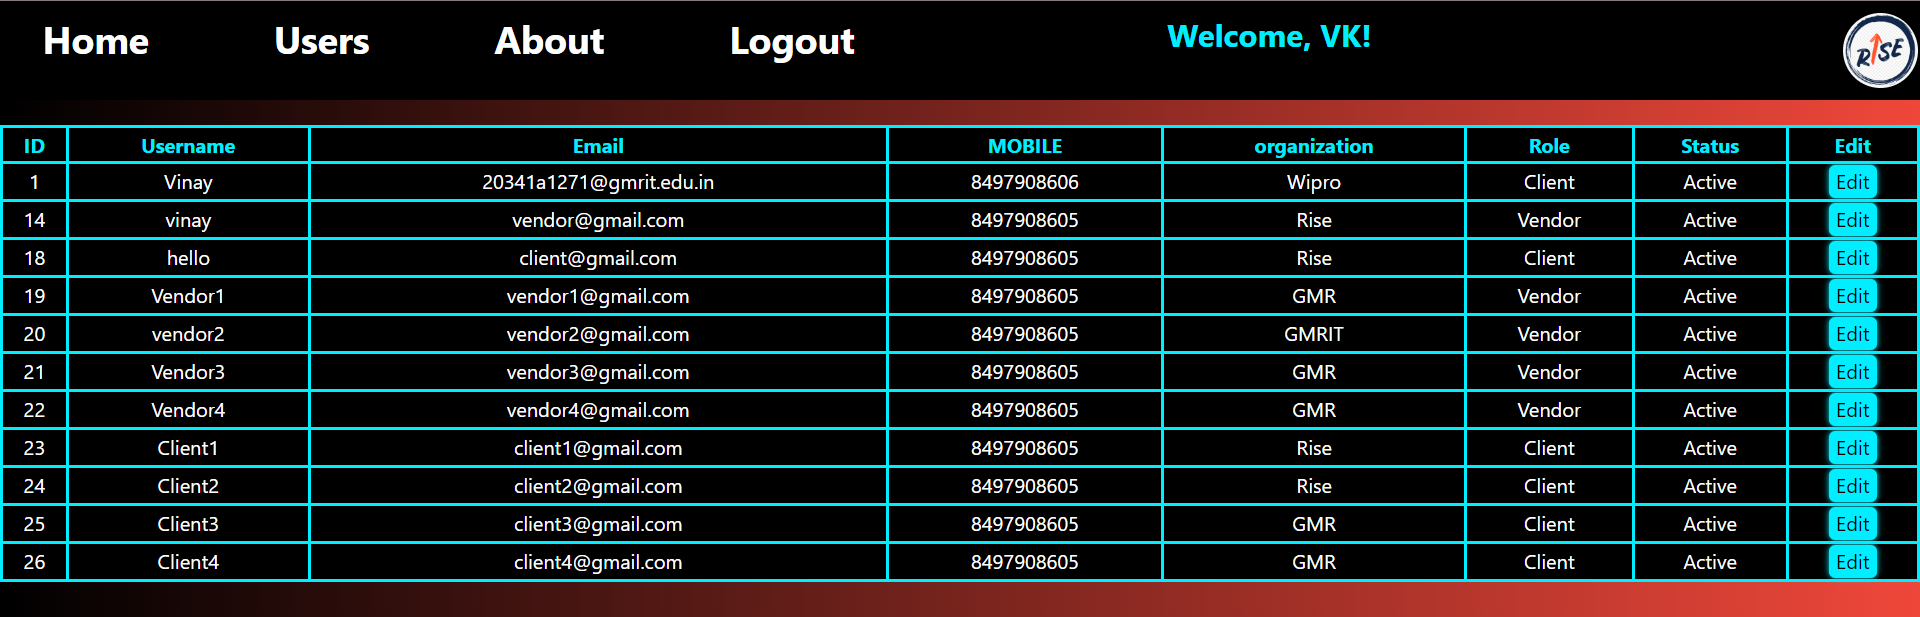 Home Users About Logout Welcome, VK! RISE
ID Username Email MOBILE organization Role Status Edit
1 Vinay 20341a1271@gmrit.edu.in 8497908606 Wipro Client Active Edit
14 vinay vendor@gmail.com 8497908605 Rise Vendor Active Edit
18 hello client@gmail.com 8497908605 Rise Client Active Edit
19 Vendor1 vendor1@gmail.com 8497908605 GMR Vendor Active Edit
20 vendor2 vendor2@gmail.com 8497908605 GMRIT Vendor Active Edit
21 Vendor3 vendor3@gmail.com 8497908605 GMR Vendor Active Edit
22 Vendor4 vendor4@gmail.com 8497908605 GMR Vendor Active Edit
23 Client1 client1@gmail.com 8497908605 Rise Client Active Edit
24 Client2 client2@gmail.com 8497908605 Rise Client Active Edit
25 Client3 client3@gmail.com 8497908605 GMR Client Active Edit
26 Client4 client4@gmail.com 8497908605 GMR Client Active Edit